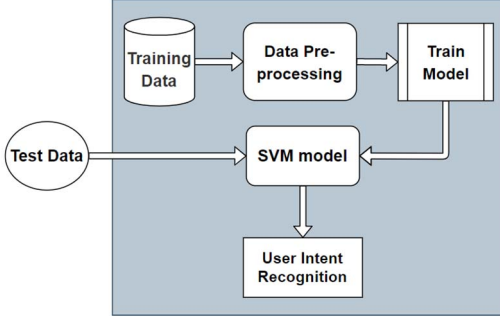 Training
Data
Data Pre-
processing
Train
Model
Test Data
SVM model
User Intent
Recognition